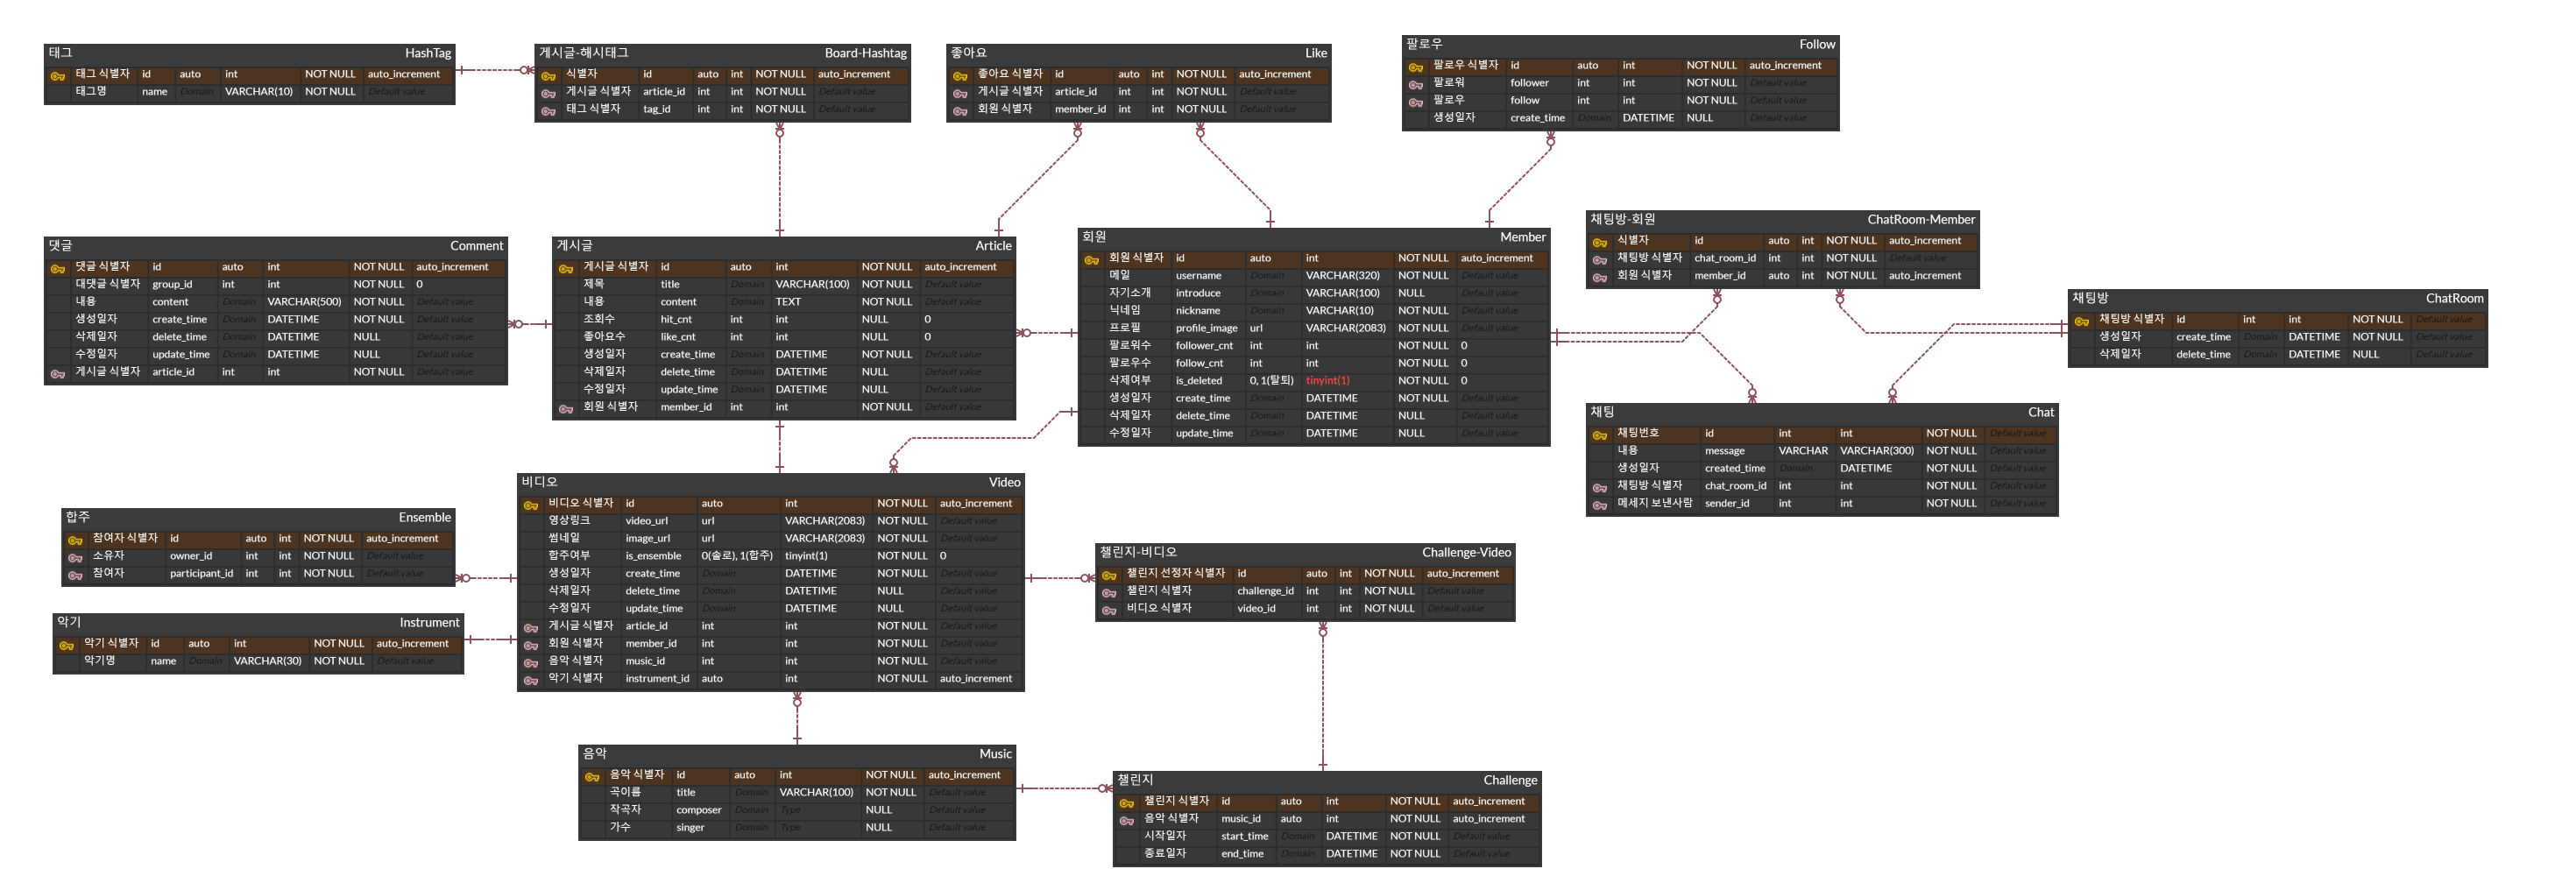 태그 HashTag
태그 식별자 id auto int NOT NULL auto_increment
태그명 name Domain VARCHAR(10) NOT NULL Default value
게시글-해시태그 Board-Hashtag
식별자 id auto int NOT NULL auto_increment
게시글 식별자 article_id int int NOT NULL Default value
태그 식별자 tag_id int int NOT NULL Default value
좋아요 Like
좋아요 식별자 id auto int NOT NULL auto_increment
게시글 식별자 article_id int int NOT NULL Default value
회원 식별자 member_id int int NOT NULL Default value
팔로우 Follow
팔로우 식별자 id auto int NOT NULL auto_increment
팔로워 follower int int NOT NULL Default value
팔로우 follow int int NOT NULL Default value
생성일자 create_time Domain DATETIME NULL Default value
댓글 Comment
댓글 식별자 id auto int NOT NULL auto_increment
대댓글 식별자 group_id int int NOT NULL 0
내용 content Domain VARCHAR(500) NOT NULL Default value
생성일자 create_time Domain DATETIME NOT NULL Default value
삭제일자 delete_time Domain DATETIME NULL Default value
수정일자 update_time Domain DATETIME NULL Default value
게시글 식별자 article_id int int NOT NULL Default value
게시글 Article
게시글 식별자 id auto int NOT NULL auto_increment
제목 title Domain VARCHAR(100) NOT NULL Default value
내용 content Domain TEXT NOT NULL Default value
조회수 hit_cnt int int NULL 0
좋아요수 like_cnt int int NULL 0
생성일자 create_time Domain DATETIME NOT NULL Default value
삭제일자 delete_time Domain DATETIME NULL Default value
수정일자 update_time Domain DATETIME NULL Default value
회원 식별자 member_id int int NOT NULL Default value
회원 Member
회원 식별자 id auto int NOT NULL auto_increment
메일 username Domain VARCHAR(320) NOT NULL Default value
자기소개 introduce Domain VARCHAR(100) NULL Default value
닉네임 nickname Domain VARCHAR(10) NOT NULL Default value
프로필 profile_image url VARCHAR(2083) NOT NULL Default value
팔로워수 follower_cnt int int NOT NULL 0
팔로우수 follow_cnt int int NOT NULL 0
삭제여부 is_deleted 0, 1(탈퇴) tinyint(1) NOT NULL 0
생성일자 create_time Domain DATETIME NOT NULL Default value
삭제일자 delete_time Domain DATETIME NULL Default value
수정일자 update_time Domain DATETIME NULL Default value
채팅방-회원 ChatRoom-Member
식별자 id auto int NOT NULL auto_increment
채팅방 식별자 chat_room_id int int NOT NULL Default value
회원 식별자 member_id auto int NOT NULL auto_increment
채팅방 ChatRoom
채팅방 식별자 id int int NOT NULL Default value
생성일자 create_time Domain DATETIME NOT NULL Default value
삭제일자 delete_time Domain DATETIME NULL Default value
채팅 Chat
채팅번호 id int int NOT NULL Default value
내용 message VARCHAR VARCHAR(300) NOT NULL Default value
생성일자 created_time Domain DATETIME NOT NULL Default value
채팅방 식별자 chat_room_id int int NOT NULL Default value
메세지 보낸사람 sender_id int int NOT NULL Default value
비디오 Video
비디오 식별자 id auto int NOT NULL auto_increment
영상링크 video_url url VARCHAR(2083) NOT NULL Default value
썸네일 image_url url VARCHAR(2083) NOT NULL Default value
합주여부 is_ensemble 0(솔로), 1(합주) tinyint(1) NOT NULL 0
생성일자 create_time Domain DATETIME NOT NULL Default value
삭제일자 delete_time Domain DATETIME NULL Default value
수정일자 update_time Domain DATETIME NULL Default value
게시글 식별자 article_id int int NOT NULL Default value
회원 식별자 member_id int int NOT NULL Default value
음악 식별자 music_id int int NOT NULL Default value
악기 식별자 instrument_id auto int NOT NULL auto_increment
합주 Ensemble
참여자 식별자 id auto int NOT NULL auto_increment
소유자 owner_id int int NOT NULL Default value
참여자 participant_id int int NOT NULL Default value
악기 Instrument
악기 식별자 id auto int NOT NULL auto_increment
악기명 name Domain VARCHAR(30) NOT NULL Default value
챌린지-비디오 Challenge-Video
챌린지 선정자 식별자 id auto int NOT NULL auto_increment
챌린지 식별자 challenge_id int int NOT NULL Default value
비디오 식별자 video_id int int NOT NULL Default value
음악 Music
음악 식별자 id auto int NOT NULL auto_increment
곡이름 title Domain VARCHAR(100) NOT NULL Default value
작곡자 composer Domain Type NULL Default value
가수 singer Domain Type NULL Default value
챌린지 Challenge
챌린지 식별자 id auto int NOT NULL auto_increment
음악 식별자 music_id auto int NOT NULL auto_increment
시작일자 start_time Domain DATETIME NOT NULL Default value
종료일자 end_time Domain DATETIME NOT NULL Default value